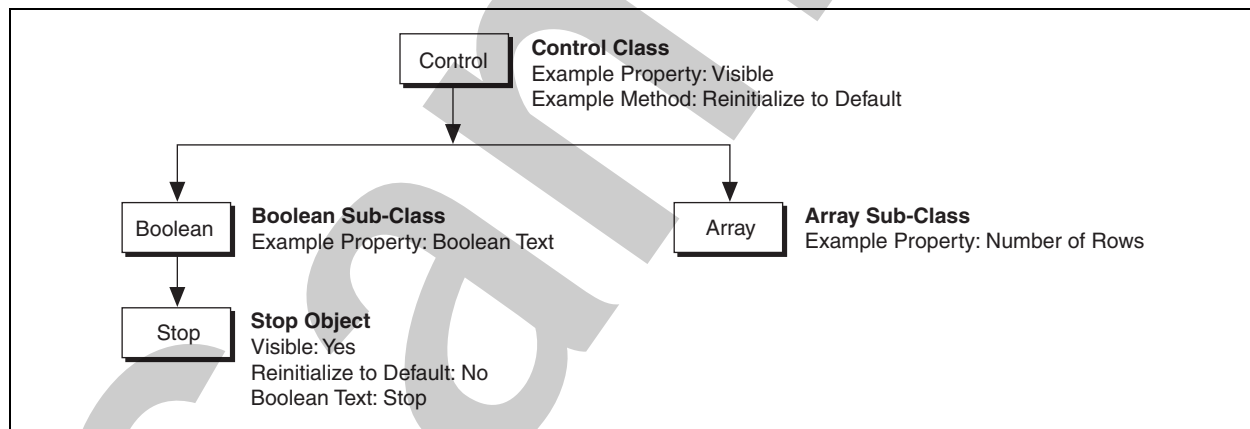 Control
Control Class
Example Property: Visible
Example Method: Reinitialize to Default
Boolean
Boolean Sub-Class
Example Property: Boolean Text
Array
Array Sub-Class
Example Property: Number of Rows
Stop
Stop Object
Visible: Yes
Reinitialize to Default: No
Boolean Text: Stop